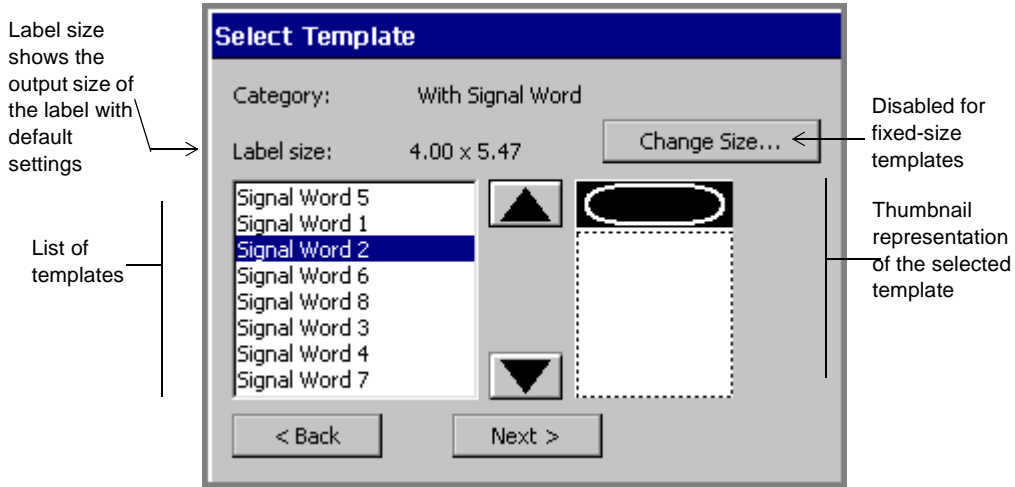 Label size
shows the
output size of
the label with
default
settings
Select Template
Category: With Signal Word
Label size: 4.00 x 5.47
Change Size...
Disabled for
fixed-size
templates
List of
templates
Signal Word 5
Signal Word 1
Signal Word 2
Signal Word 6
Signal Word 8
Signal Word 3
Signal Word 4
Signal Word 7
Thumbnail
representation
of the selected
template
< Back
Next >